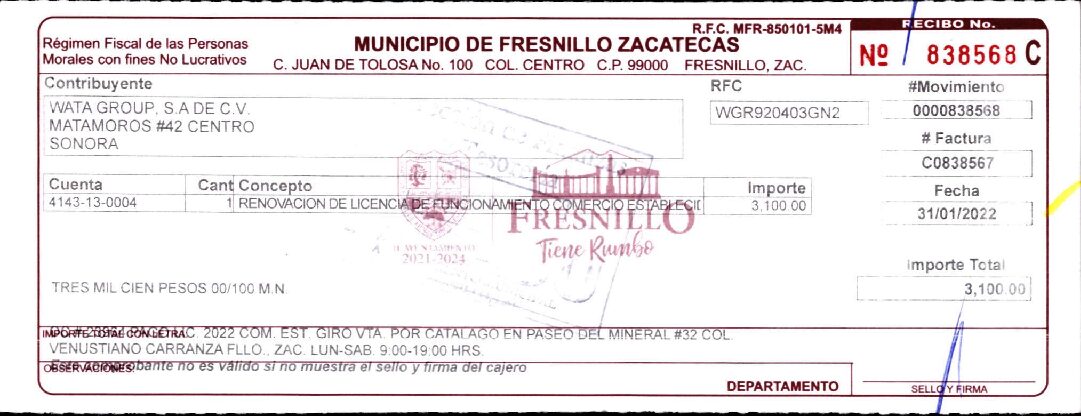 Régimen Fiscal de las Personas
Morales con fines No Lucrativos
R.F.C. MFR-850101-5M4
MUNICIPIO DE FRESNILLO ZACATECAS
C. JUAN DE TOLOSA No. 100 COL. CENTRO C.P. 99000 FRESNILLO, ZAC.
RECIBO No.
Nº 838568 C
Contribuyente
WATA GROUP, S.A DE C.V.
MATAMOROS #42 CENTRO
SONORA
RFC
WGR920403GN2
#Movimiento
0000838568
# Factura
C0838567
Fecha
31/01/2022
Cuenta Cant Concepto Importe
4143-13-0004 1 RENOVACION DE LICENCIA DE FUNCIONAMIENTO COMERCIO ESTABLECID 3,100.00
H. AYUNTAMIENTO
2021-2024
FRESNILLO
Tiene Rumbo
Importe Total
3,100.00
TRES MIL CIEN PESOS 00/100 M.N.
IMPORTE TOTAL CON LETRA
2022 COM. EST. GIRO VTA. POR CATALAGO EN PASEO DEL MINERAL #32 COL.
VENUSTIANO CARRANZA FLLO., ZAC. LUN-SAB. 9:00-19:00 HRS.
OBSERVACIONES:
Este comprobante no es válido si no muestra el sello y firma del cajero
DEPARTAMENTO
SELLO Y FIRMA